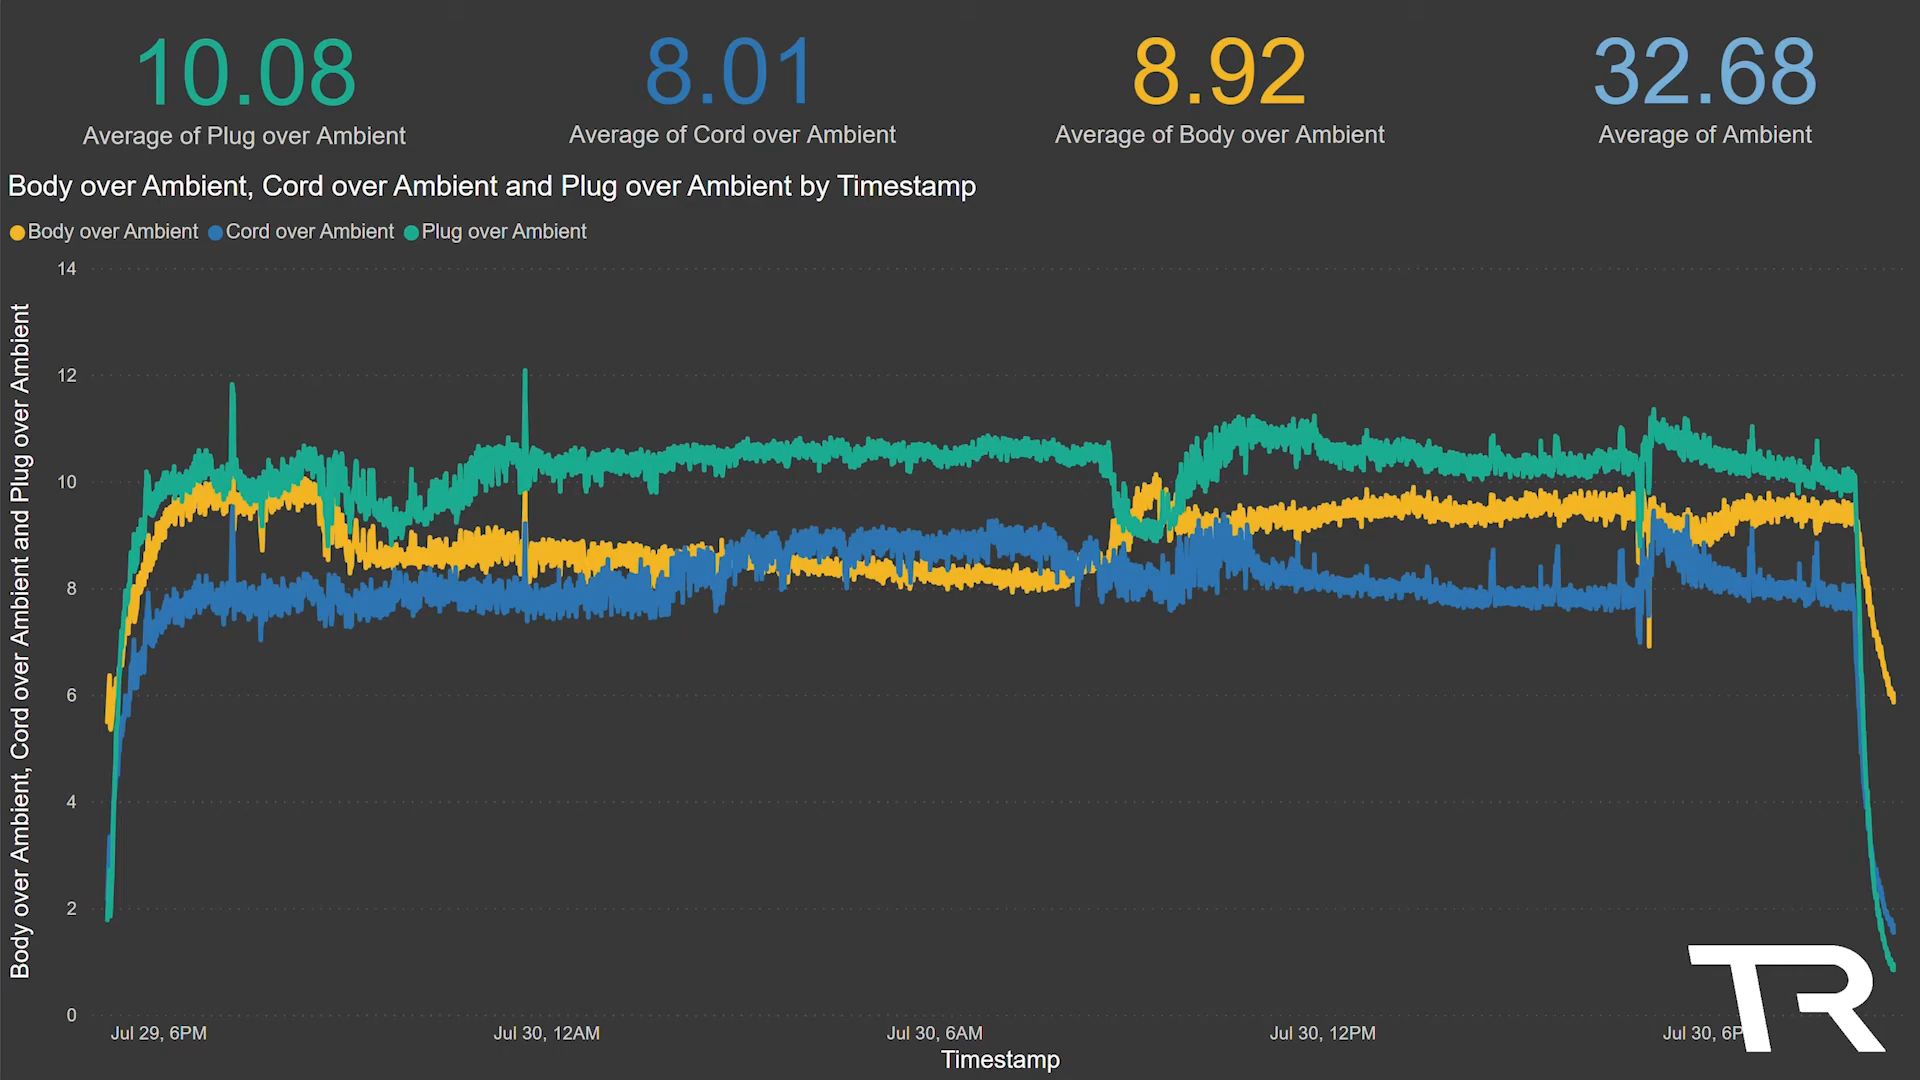 10.08
Average of Plug over Ambient
8.01
Average of Cord over Ambient
8.92
Average of Body over Ambient
32.68
Average of Ambient
Body over Ambient, Cord over Ambient and Plug over Ambient by Timestamp
Body over Ambient Cord over Ambient Plug over Ambient
Body over Ambient, Cord over Ambient and Plug over Ambient
14
12
10
8
6
4
2
0
Jul 29, 6PM Jul 30, 12AM Jul 30, 6AM Jul 30, 12PM Jul 30, 6P
Timestamp
TR